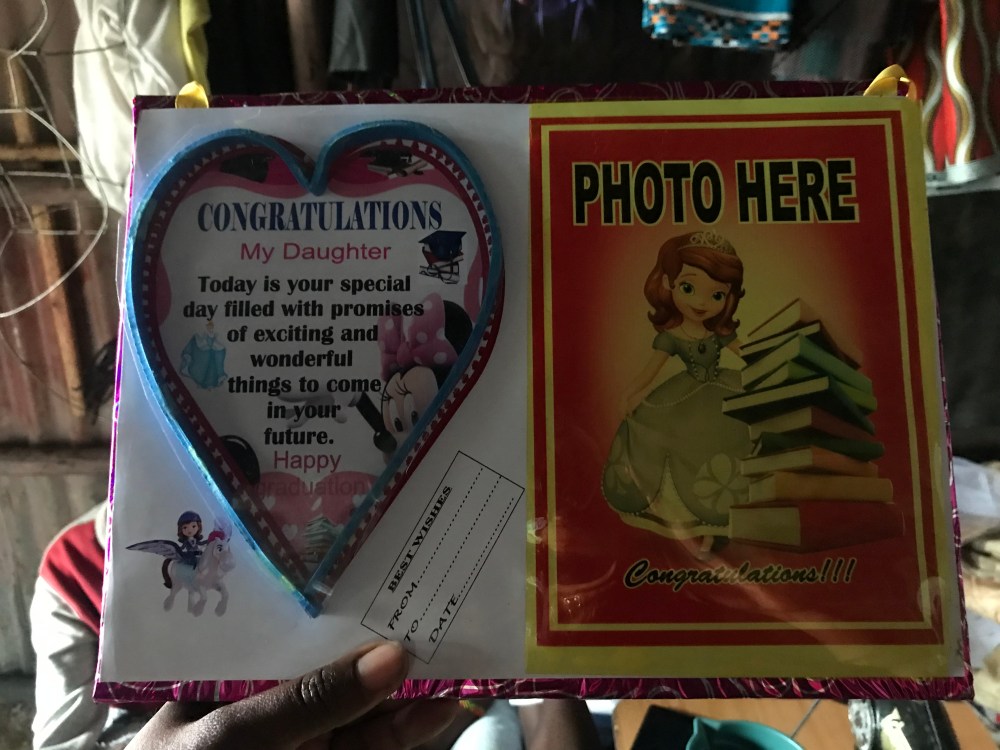 CONGRATULATIONS
My Daughter
Today is your special
day filled with promises
of exciting and
wonderful
things to come
in your
future.
Happy
graduation
BEST WISHES
FROM
TO
DATE
PHOTO HERE
Congratulations!!!